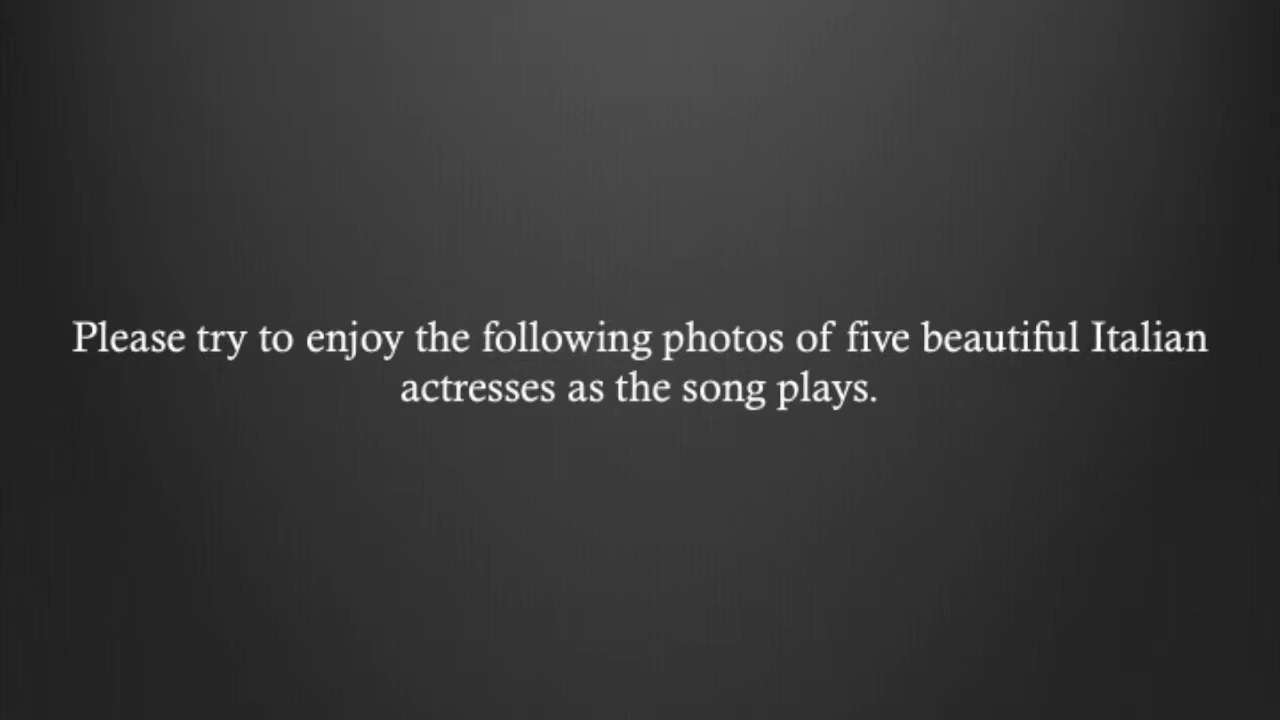 Please try to enjoy the following photos of five beautiful Italian
actresses as the song plays.